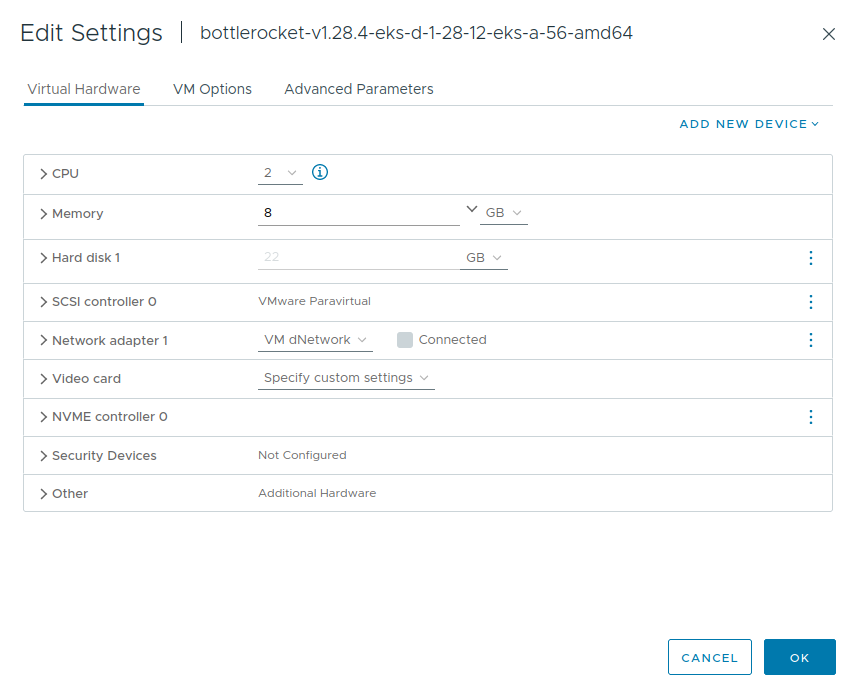 Edit Settings | bottlerocket-v1.28.4-eks-d-1-28-12-eks-a-56-amd64
Virtual Hardware VM Options Advanced Parameters
ADD NEW DEVICE
CPU 2
Memory 8 GB
Hard disk 1 22 GB
SCSI controller 0 VMware Paravirtual
Network adapter 1 VM dNetwork Connected
Video card Specify custom settings
NVME controller 0
Security Devices Not Configured
Other Additional Hardware
CANCEL OK